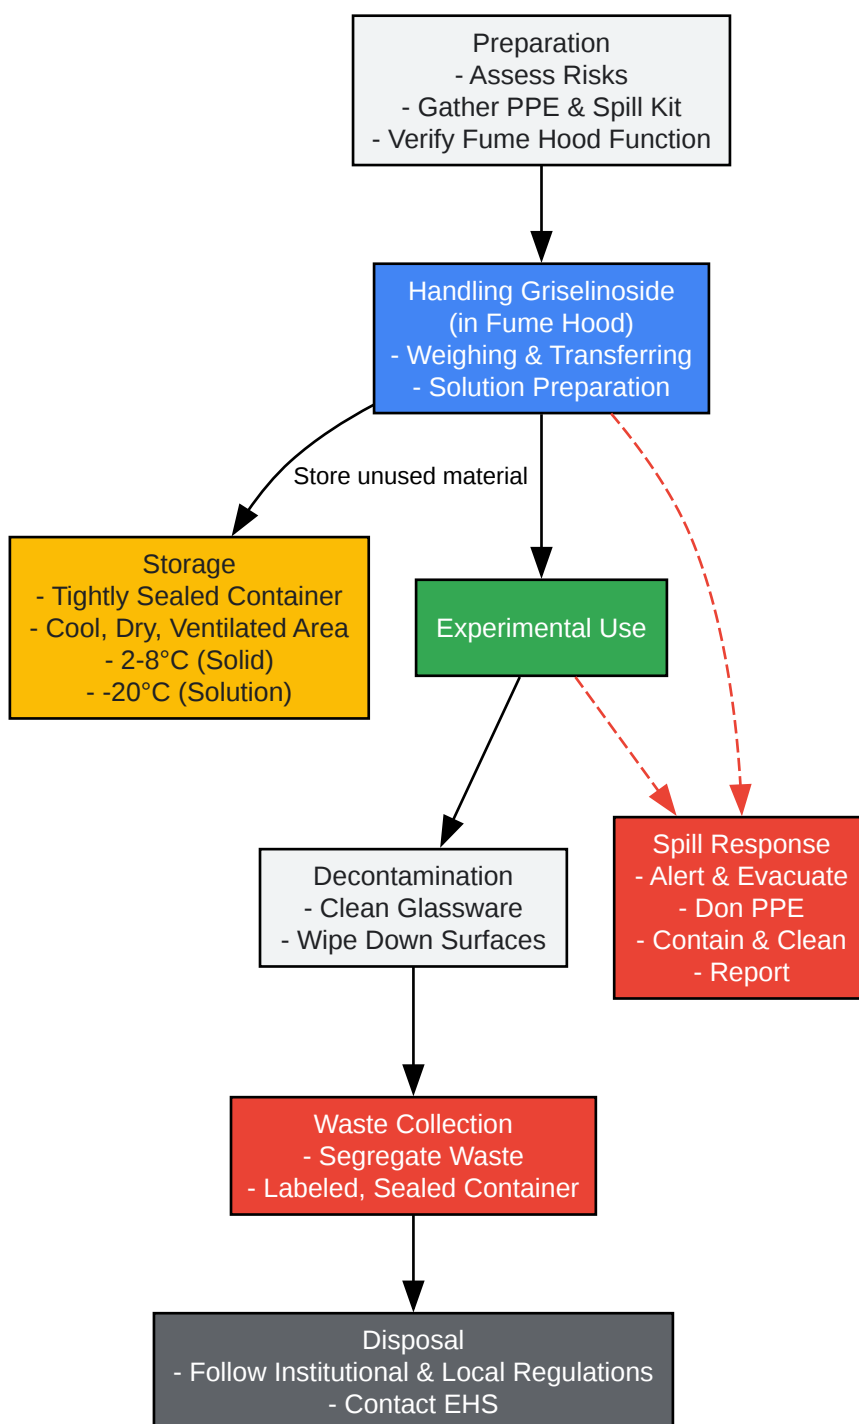 Preparation
- Assess Risks
- Gather PPE & Spill Kit
- Verify Fume Hood Function
Handling Griselinoside
(in Fume Hood)
- Weighing & Transferring
- Solution Preparation
Store unused material
Storage
- Tightly Sealed Container
- Cool, Dry, Ventilated Area
- 2-8°C (Solid)
- -20°C (Solution)
Experimental Use
Spill Response
- Alert & Evacuate
- Don PPE
- Contain & Clean
- Report
Decontamination
- Clean Glassware
- Wipe Down Surfaces
Waste Collection
- Segregate Waste
- Labeled, Sealed Container
Disposal
- Follow Institutional & Local Regulations
- Contact EHS